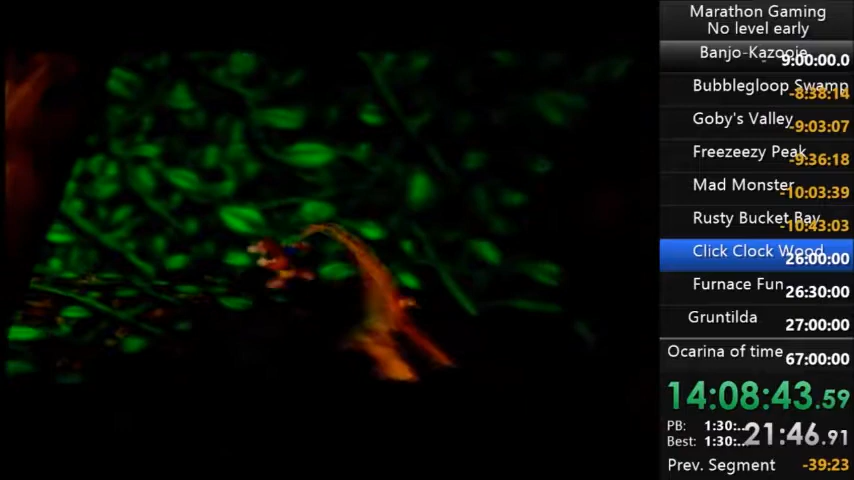 Marathon Gaming
No level early
Banjo-Kazooie 9:00:00.0
Bubblegloop Swamp -8:38:14
Goby's Valley -9:03:07
Freezeezy Peak -9:36:18
Mad Monster -10:03:39
Rusty Bucket Bay -10:43:03
Click Clock Wood 26:00:00
Furnace Fun 26:30:00
Gruntilda 27:00:00
Ocarina of time 67:00:00
14:08:43.59
PB: 1:30:... 21:46.91
Best: 1:30:...
Prev. Segment -39:23